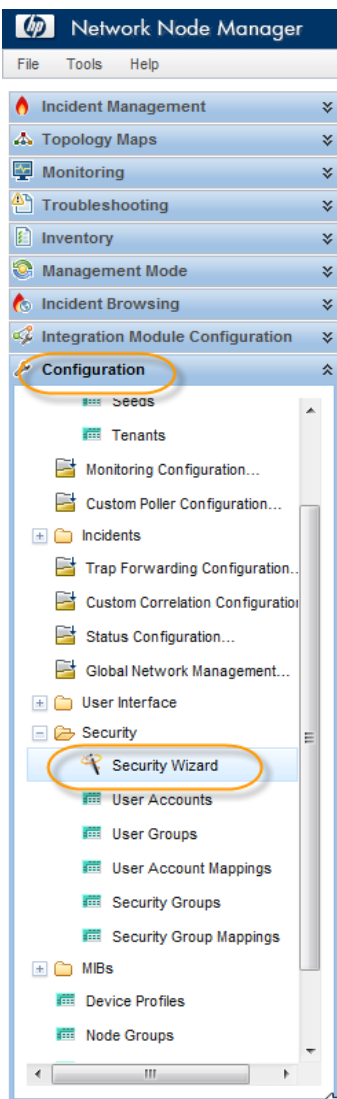 hp Network Node Manager
File Tools Help
Incident Management
Topology Maps
Monitoring
Troubleshooting
Inventory
Management Mode
Incident Browsing
Integration Module Configuration
Configuration
Seeds
Tenants
Monitoring Configuration...
Custom Poller Configuration...
Incidents
Trap Forwarding Configuration..
Custom Correlation Configuration
Status Configuration...
Global Network Management...
User Interface
Security
Security Wizard
User Accounts
User Groups
User Account Mappings
Security Groups
Security Group Mappings
MIBs
Device Profiles
Node Groups